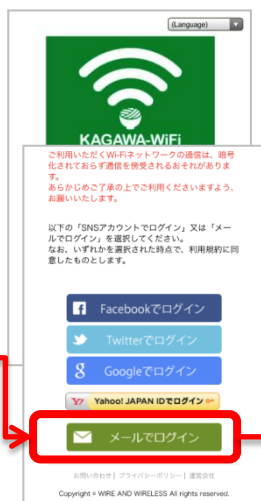 (Language)
KAGAWA-WiFi
ご利用いただくWi-Fiネットワークの通信は、暗号
化されておらず通信を傍受されるおそれがありま
す。
あらかじめご了承の上でご利用くださいますよう、
お願いいたします。
以下の「SNSアカウントでログイン」又は「メー
ルでログイン」を選択してください。
なお、いずれかを選択された時点で、利用規約に同
意したものとします。
Facebookでログイン
Twitterでログイン
Googleでログイン
Yahoo! JAPAN IDでログイン
メールでログイン
お問い合わせ| プライバシーポリシー| 運営会社
Copyright © WIRE AND WIRELESS All rights reserved.